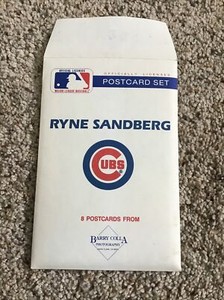 OFFICIALLY LICENSED
POSTCARD SET
RYNE SANDBERG
CUBS
8 POSTCARDS FROM
BARRY COLLA
PHOTOGRAPHY